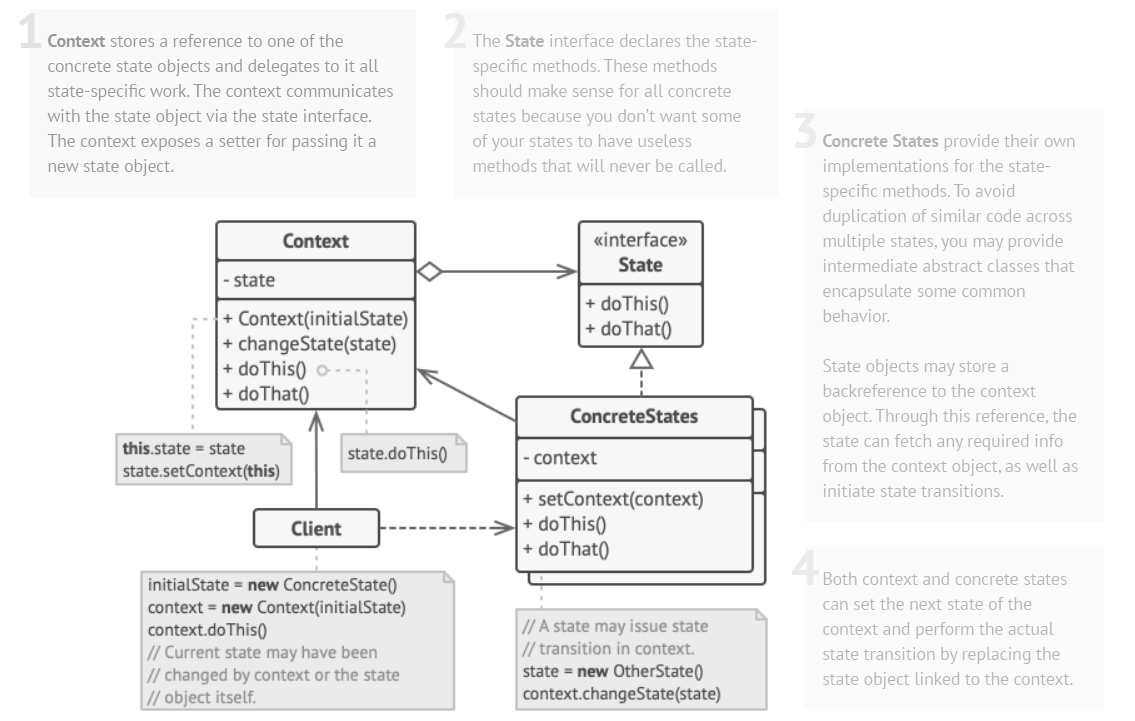 1
Context stores a reference to one of the
concrete state objects and delegates to it all
state-specific work. The context communicates
with the state object via the state interface.
The context exposes a setter for passing it a
new state object.
2
The State interface declares the state-
specific methods. These methods
should make sense for all concrete
states because you don't want some
of your states to have useless
methods that will never be called.
3
Concrete States provide their own
implementations for the state-
specific methods. To avoid
duplication of similar code across
multiple states, you may provide
intermediate abstract classes that
encapsulate some common
behavior.
State objects may store a
backreference to the context
object. Through this reference, the
state can fetch any required info
from the context object, as well as
initiate state transitions.
4
Both context and concrete states
can set the next state of the
context and perform the actual
state transition by replacing the
state object linked to the context.
Context
- state
+ Context(initialState)
+ changeState(state)
+ doThis()
+ doThat()
«interface»
State
+ doThis()
+ doThat()
this.state = state
state.setContext(this)
state.doThis()
ConcreteStates
- context
+ setContext(context)
+ doThis()
+ doThat()
Client
initialState = new ConcreteState()
context = new Context(initialState)
context.doThis()
// Current state may have been
// changed by context or the state
// object itself.
// A state may issue state
// transition in context.
state = new OtherState()
context.changeState(state)